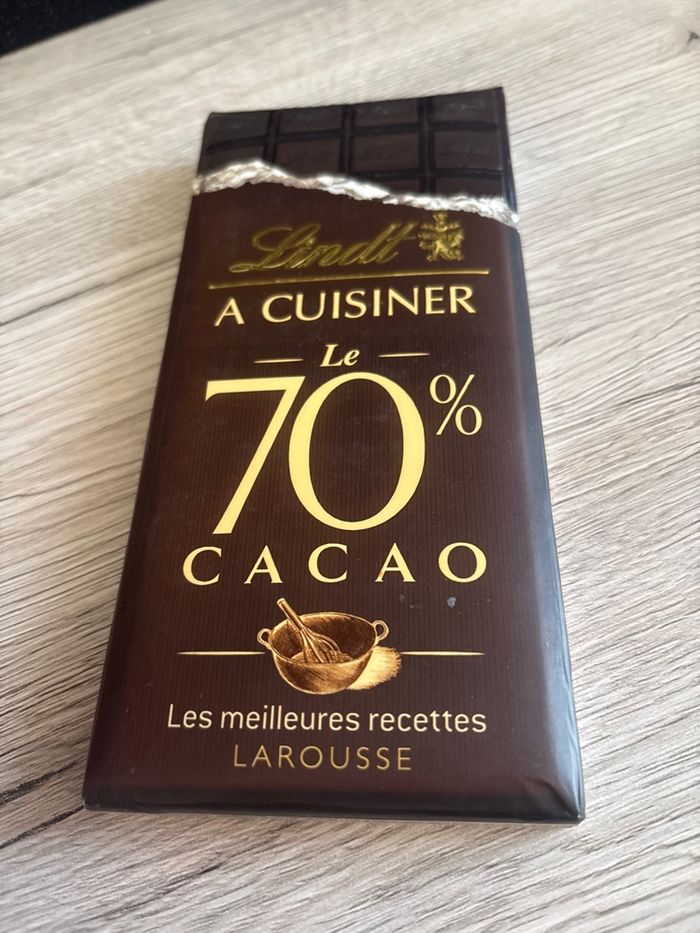 Lindt
A CUISINER
Le
70%
CACAO
Les meilleures recettes
LAROUSSE